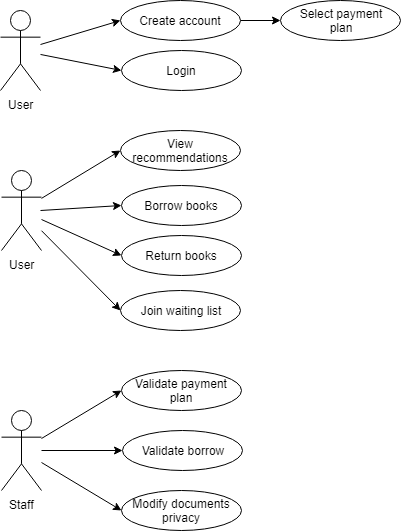 Create account
Select payment
plan
Login
User
View
recommendations
Borrow books
Return books
User
Join waiting list
Validate payment
plan
Validate borrow
Staff
Modify documents
privacy